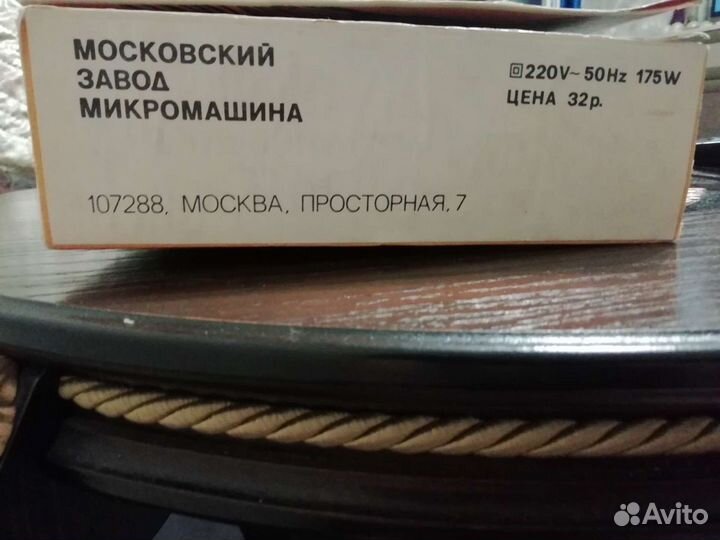 МОСКОВСКИЙ
ЗАВОД
МИКРОМАШИНА
220V~50Hz 175W
ЦЕНА 32р.
107288, МОСКВА, ПРОСТОРНАЯ, 7
Avito